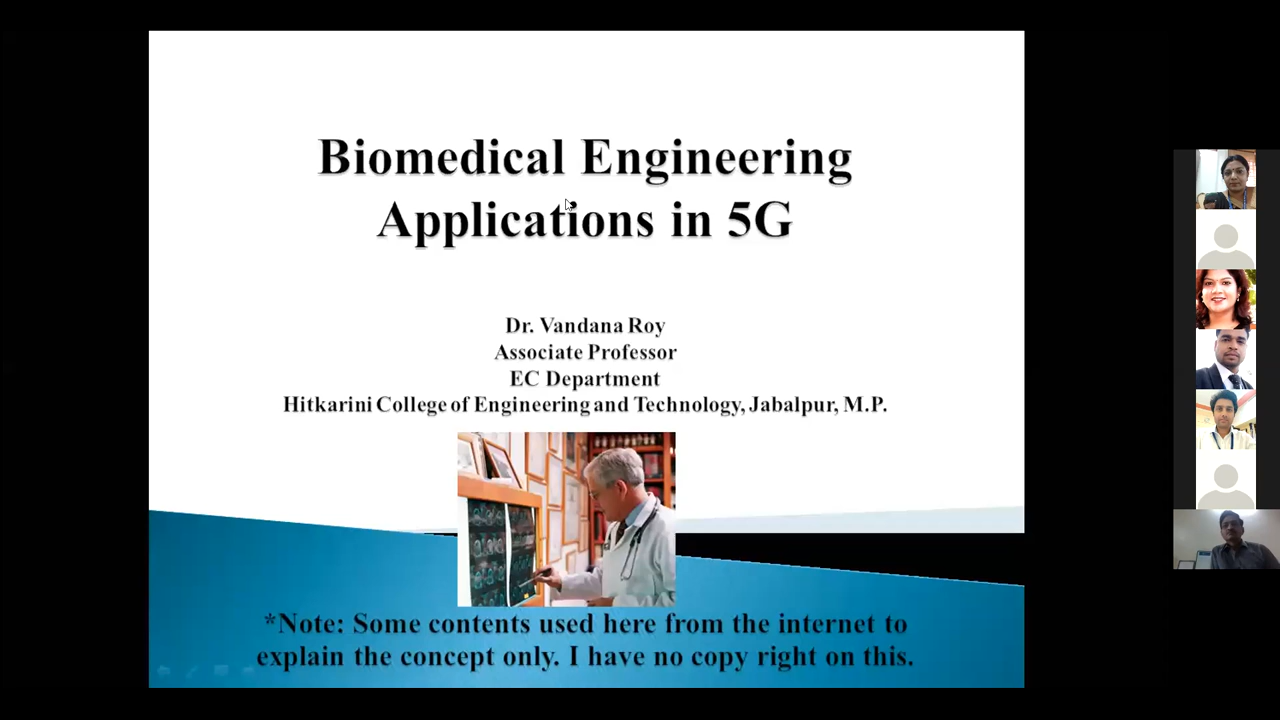 Biomedical Engineering
Applications in 5G
Dr. Vandana Roy
Associate Professor
EC Department
Hitkarini College of Engineering and Technology, Jabalpur, M.P.
*Note: Some contents used here from the internet to
explain the concept only. I have no copy right on this.